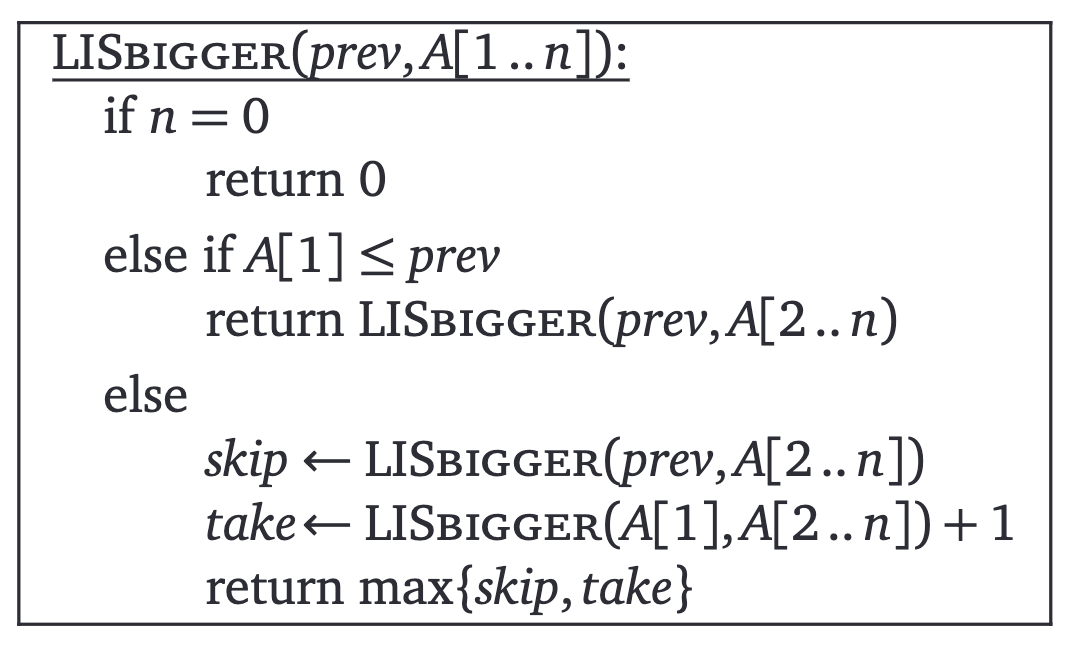 LISBIGGER(prev, A[1 .. n]):
if n = 0
return 0
else if A[1] ≤ prev
return LISBIGGER(prev, A[2 .. n)
else
skip ← LISBIGGER(prev, A[2 .. n])
take ← LISBIGGER(A[1], A[2 .. n]) + 1
return max{skip, take}